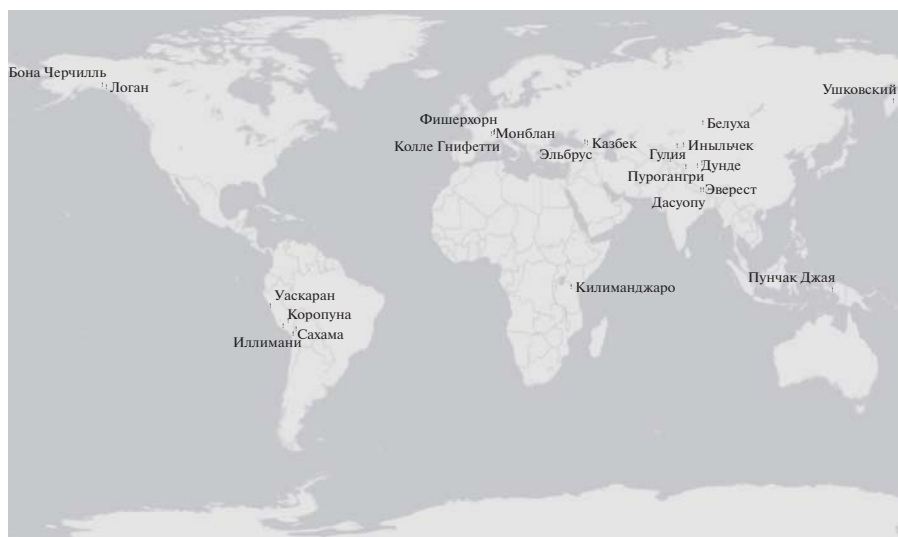 Бона Черчилль
Логан
Ушковский
Фишерхорн
Белуха
Монблан
Колле Гнифетти
Казбек
Иныльчек
Эльбрус
Гулия
Дунде
Пурогангри
Эверест
Дасуопу
Пунчак Джая
Килиманджаро
Уаскаран
Коропуна
Сахама
Иллимани